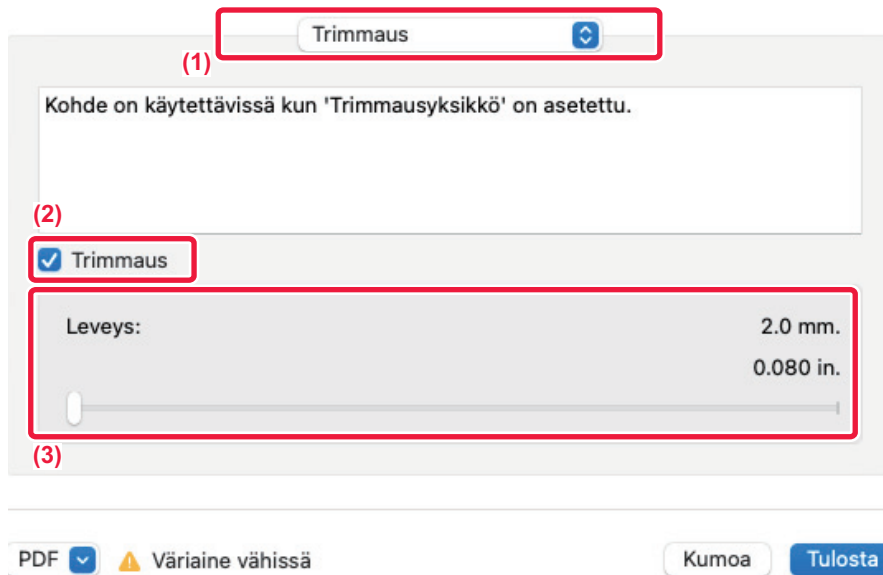 Trimmaus
(1)
Kohde on käytettävissä kun 'Trimmausyksikkö' on asetettu.
(2)
Trimmaus
Leveys: 2.0 mm.
0.080 in.
(3)
PDF Väriaine vähissä Kumoa Tulosta